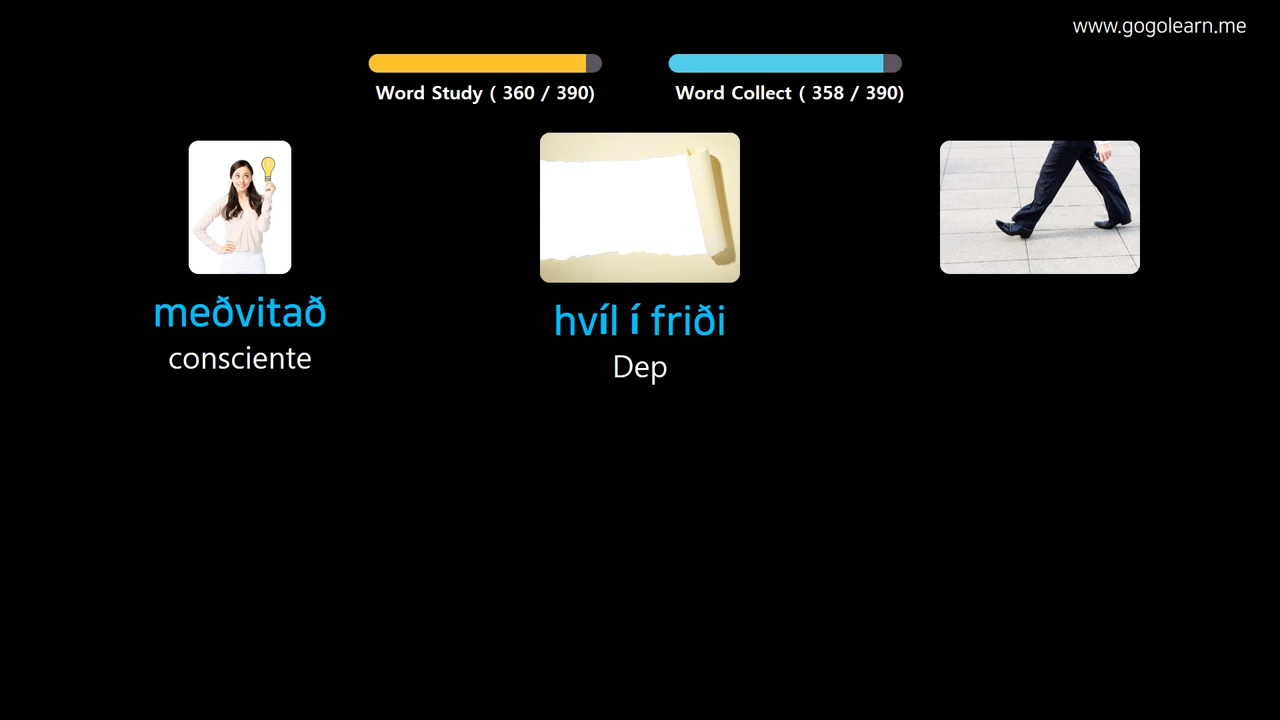 www.gogolearn.me
Word Study ( 360 / 390)
Word Collect ( 358 / 390)
meðvitað
consciente
hvíl í friði
Dep